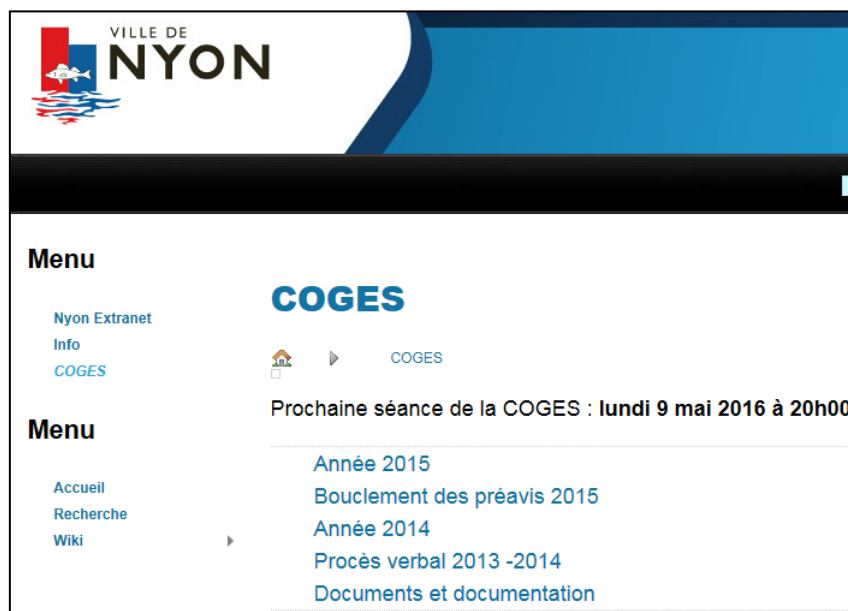 VILLE DE
NYON
Menu
Nyon Extranet
Info
COGES
Menu
Accueil
Recherche
Wiki
COGES
COGES
Prochaine séance de la COGES : lundi 9 mai 2016 à 20h00
Année 2015
Bouclement des préavis 2015
Année 2014
Procès verbal 2013 -2014
Documents et documentation